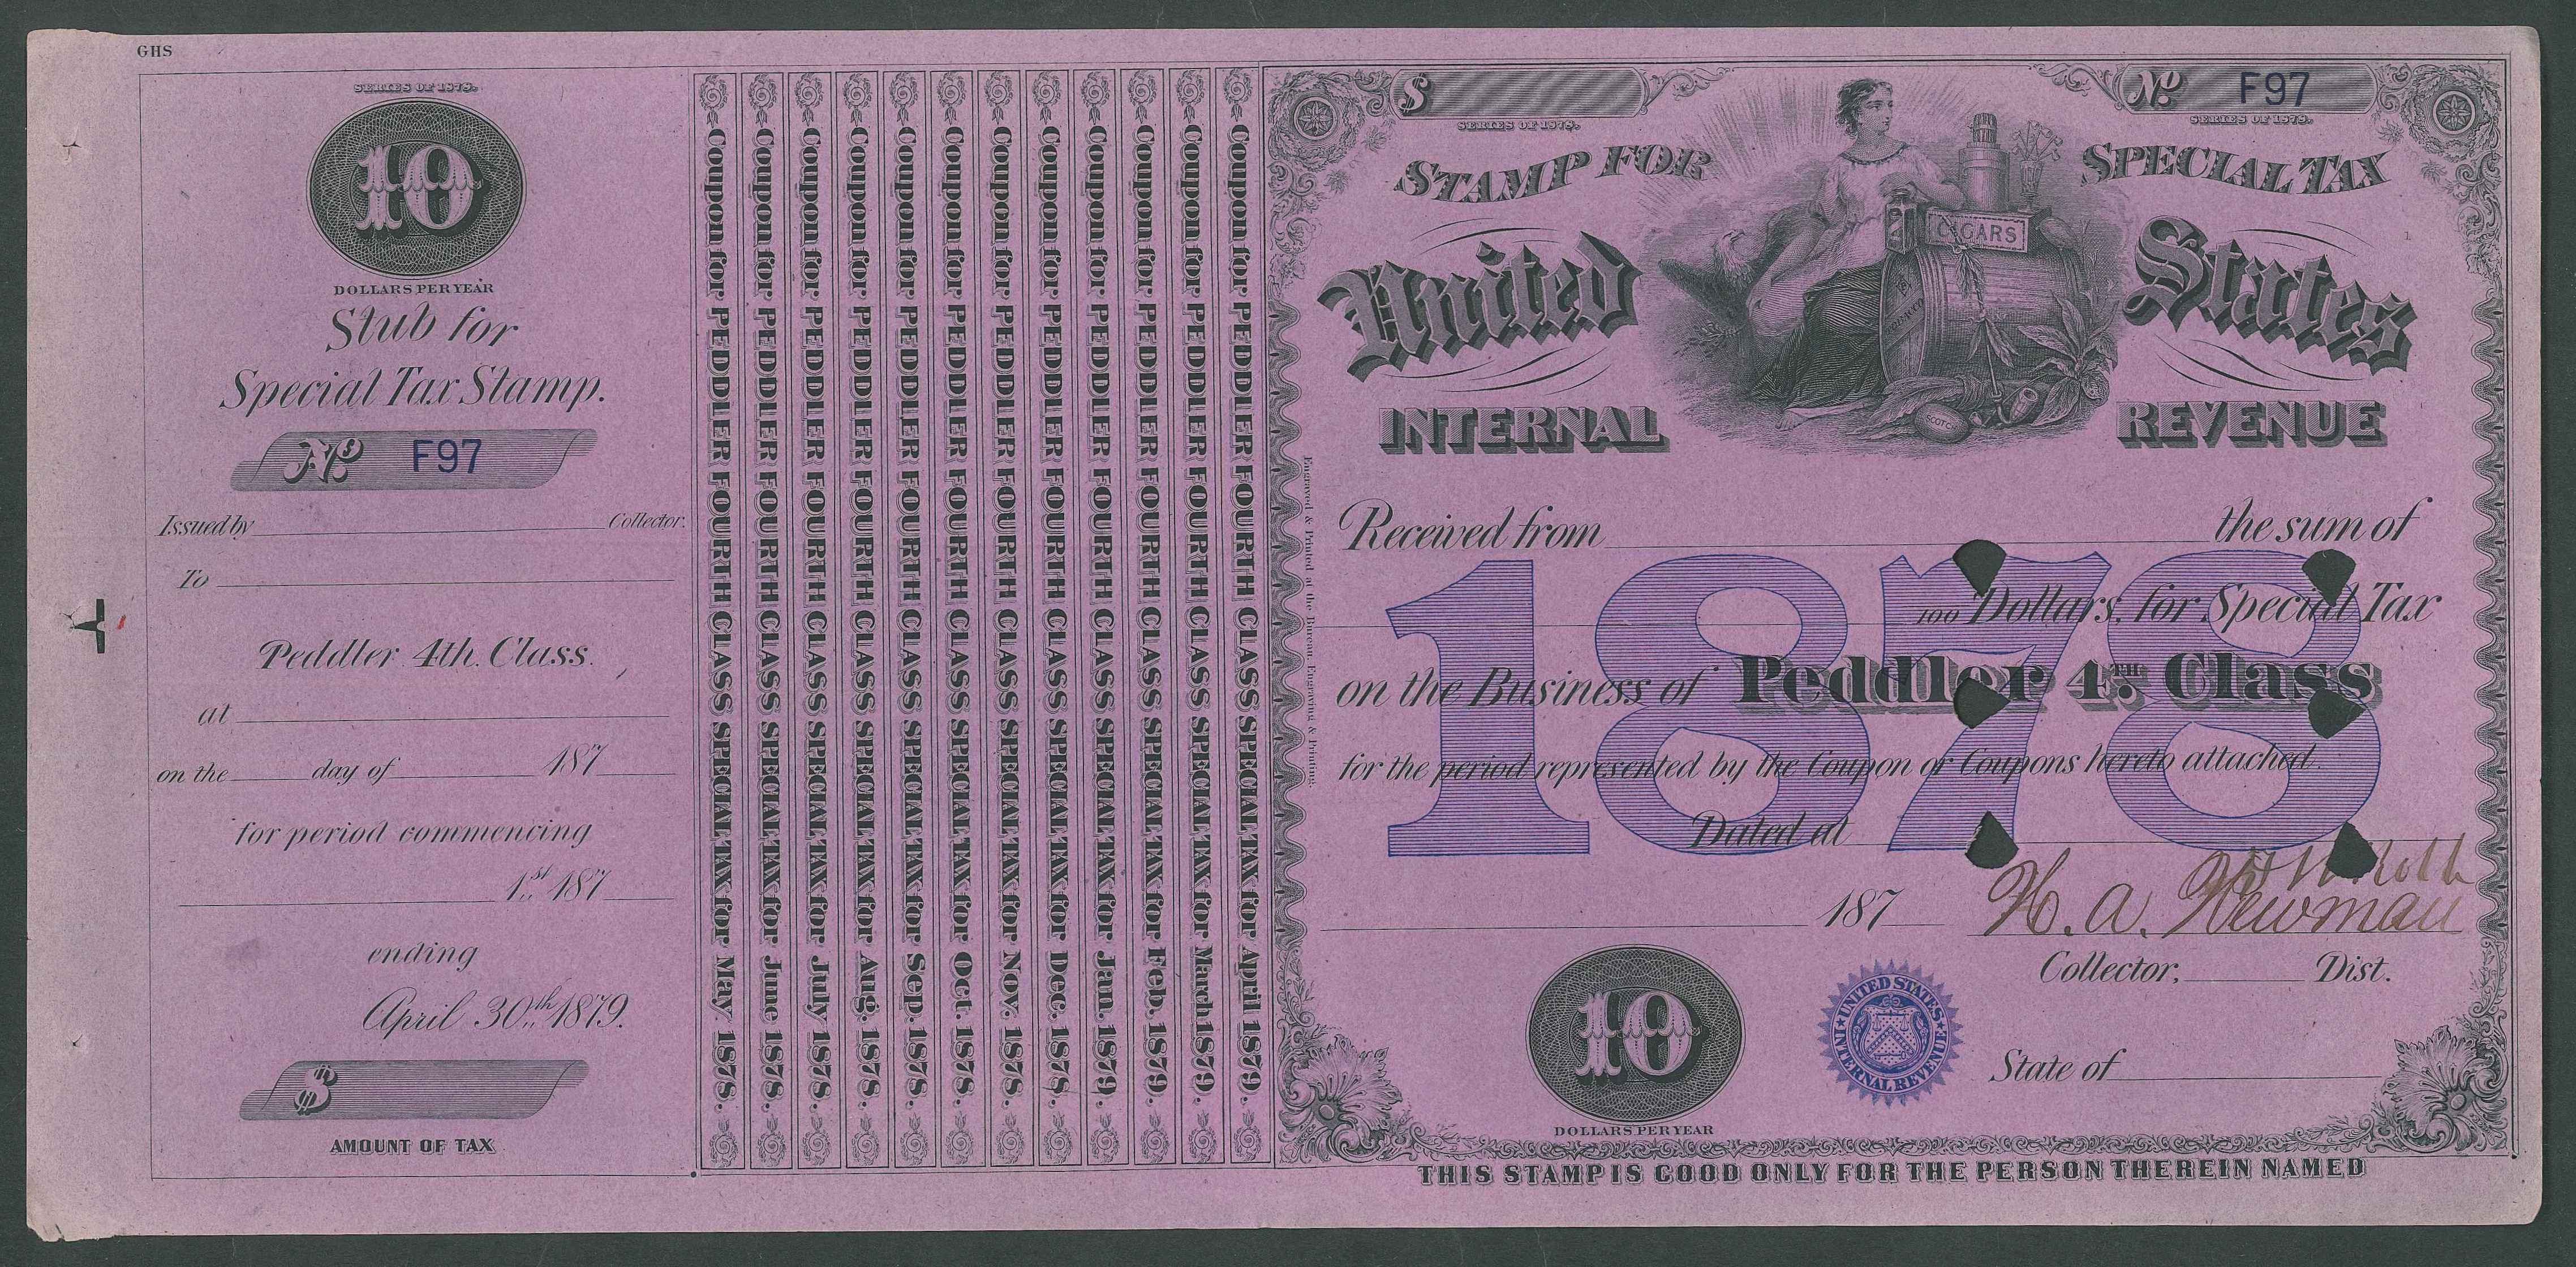 GHS
SERIES OF 1878.
10
DOLLARS PER YEAR
Stub for
Special Tax Stamp.
No. F97
Issued by Collector.
To
Peddler 4th. Class.
at
on the day of 187
for period commencing
1st. 187
ending
April 30th. 1879.
$
AMOUNT OF TAX
Coupon for PEDDLER FOURTH CLASS SPECIAL TAX for May 1878.
Coupon for PEDDLER FOURTH CLASS SPECIAL TAX for June 1878.
Coupon for PEDDLER FOURTH CLASS SPECIAL TAX for July 1878.
Coupon for PEDDLER FOURTH CLASS SPECIAL TAX for Aug. 1878.
Coupon for PEDDLER FOURTH CLASS SPECIAL TAX for Sep. 1878.
Coupon for PEDDLER FOURTH CLASS SPECIAL TAX for Oct. 1878.
Coupon for PEDDLER FOURTH CLASS SPECIAL TAX for Nov. 1878.
Coupon for PEDDLER FOURTH CLASS SPECIAL TAX for Dec. 1878.
Coupon for PEDDLER FOURTH CLASS SPECIAL TAX for Jan. 1879.
Coupon for PEDDLER FOURTH CLASS SPECIAL TAX for Feb. 1879.
Coupon for PEDDLER FOURTH CLASS SPECIAL TAX for March 1879.
Coupon for PEDDLER FOURTH CLASS SPECIAL TAX for April 1879.
Engraved & Printed at the Bureau, Engraving & Printing.
$ No. F97
SERIES OF 1878. SERIES OF 1878.
STAMP FOR SPECIAL TAX
CIGARS
TOBACCO
United States
SCOTCH
INTERNAL REVENUE
Received from the sum of
1878
100 Dollars, for Special Tax
on the Business of Peddler 4TH. Class
for the period represented by the Coupon or Coupons hereto attached.
Dated at
187 H. A. Newman
Collector, Dist.
10
DOLLARS PER YEAR
UNITED STATES INTERNAL REVENUE
State of
THIS STAMP IS GOOD ONLY FOR THE PERSON THEREIN NAMED